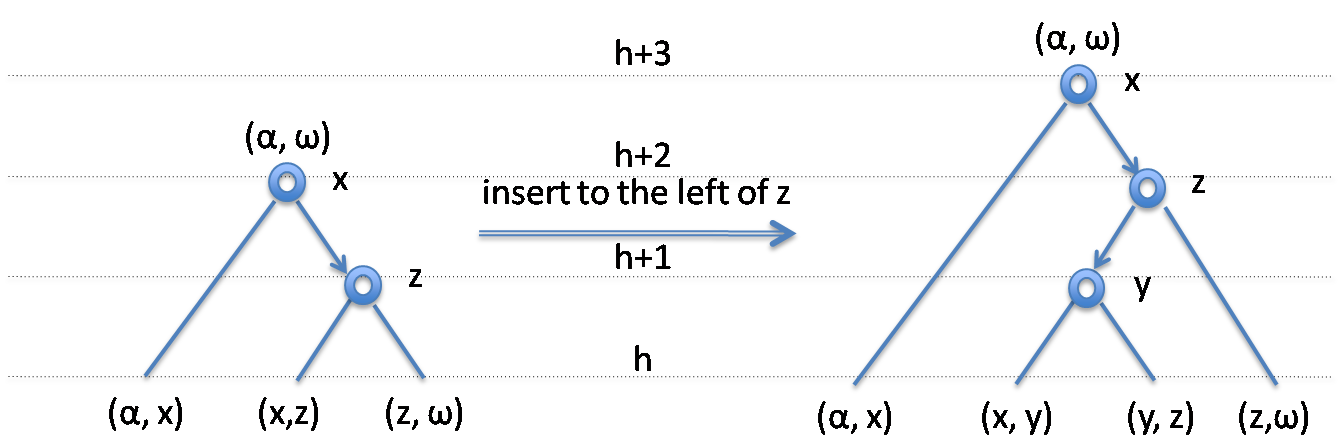 h+3
(α, ω)
x
(α, ω)
x
h+2
insert to the left of z
z
h+1
z
y
h
(α, x)
(x,z)
(z, ω)
(α, x)
(x, y)
(y, z)
(z,ω)